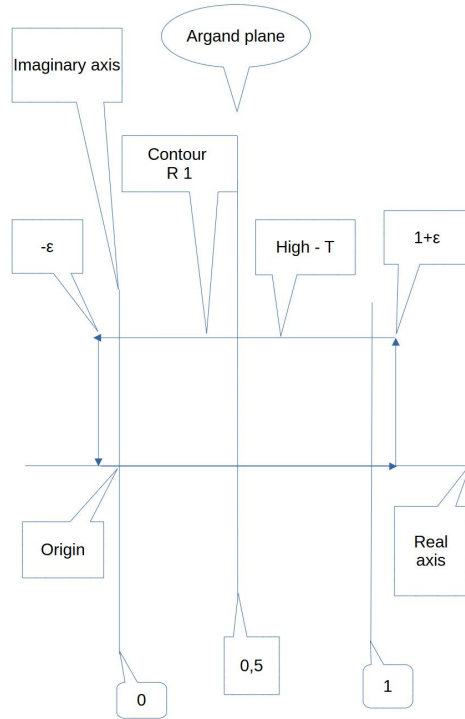 Argand plane
Imaginary axis
Contour
R 1
-ε
High - T
1+ε
Origin
Real
axis
0,5
0
1